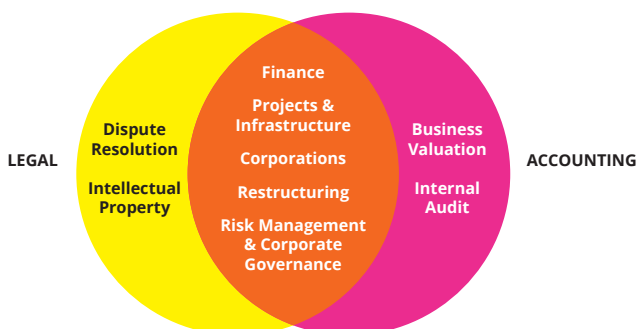 LEGAL
Dispute
Resolution
Intellectual
Property
Finance
Projects &
Infrastructure
Corporations
Restructuring
Risk Management
& Corporate
Governance
Business
Valuation
Internal
Audit
ACCOUNTING